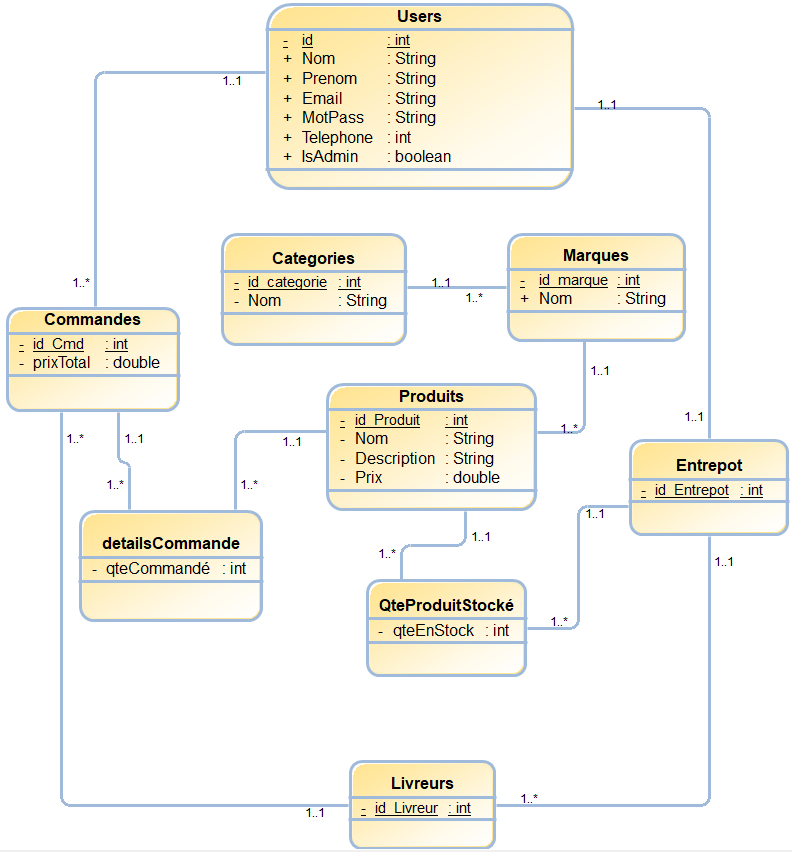 Users
- id : int
+ Nom : String
+ Prenom : String
+ Email : String
+ MotPass : String
+ Telephone : int
+ IsAdmin : boolean
1..1
1..1
1..*
Categories
- id_categorie : int
- Nom : String
1..1
1..*
Marques
- id_marque : int
+ Nom : String
1..1
1..*
Commandes
- id_Cmd : int
- prixTotal : double
1..*
1..1
1..*
Produits
- id_Produit : int
- Nom : String
- Description : String
- Prix : double
1..1
1..*
1..1
1..*
1..1
Entrepot
- id_Entrepot : int
1..1
1..1
detailsCommande
- qteCommandé : int
QteProduitStocké
- qteEnStock : int
1..*
Livreurs
- id_Livreur : int
1..1
1..*